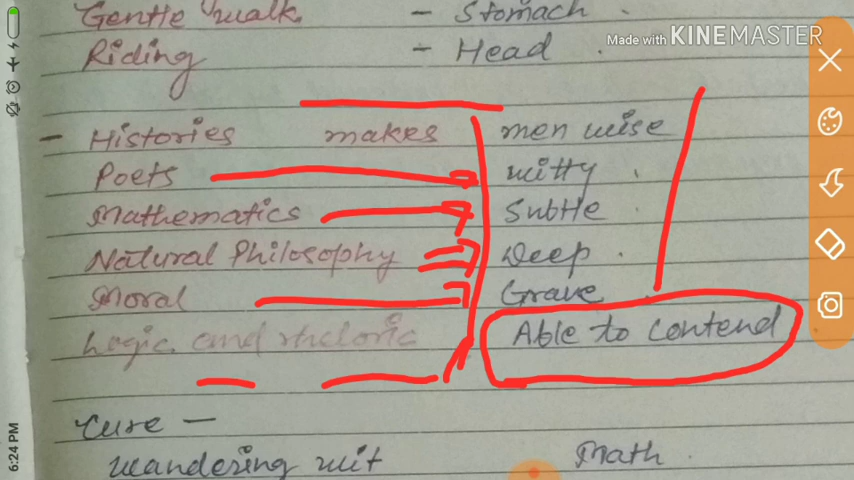 Gentle walk - Stomach.
Riding - Head.
Made with KINEMASTER
- Histories makes men wise
Poets witty.
Mathematics Subtle.
Natural Philosophy Deep.
Moral Grave.
Logic and rhetoric Able to contend.
Cure -
wandering wit Math.
6:24 PM